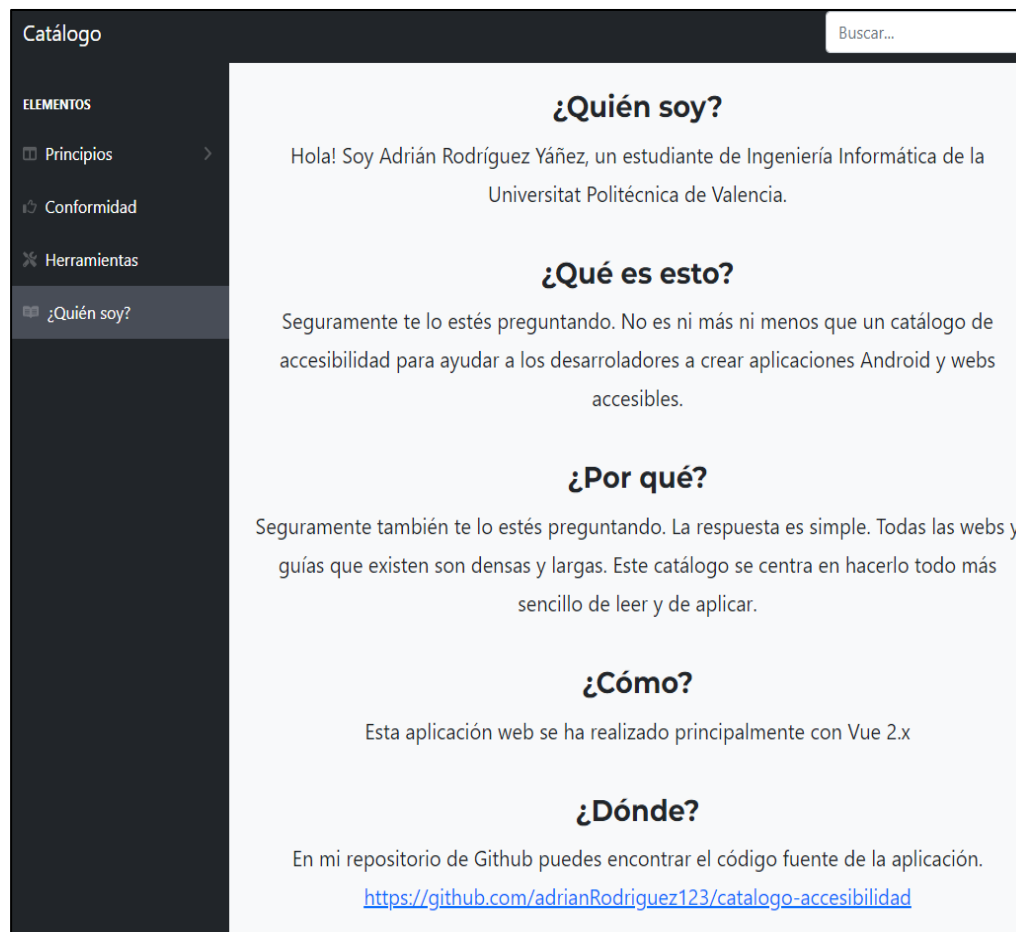 Catálogo
Buscar...
ELEMENTOS
Principios
Conformidad
Herramientas
¿Quién soy?
¿Quién soy?
Hola! Soy Adrián Rodríguez Yáñez, un estudiante de Ingeniería Informática de la
Universitat Politécnica de Valencia.
¿Qué es esto?
Seguramente te lo estés preguntando. No es ni más ni menos que un catálogo de
accesibilidad para ayudar a los desarroladores a crear aplicaciones Android y webs
accesibles.
¿Por qué?
Seguramente también te lo estés preguntando. La respuesta es simple. Todas las webs y
guías que existen son densas y largas. Este catálogo se centra en hacerlo todo más
sencillo de leer y de aplicar.
¿Cómo?
Esta aplicación web se ha realizado principalmente con Vue 2.x
¿Dónde?
En mi repositorio de Github puedes encontrar el código fuente de la aplicación.
https://github.com/adrianRodriguez123/catalogo-accesibilidad